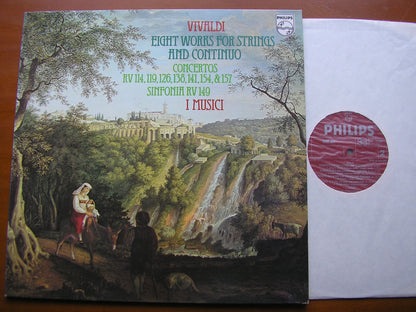 VIVALDI
EIGHT WORKS FOR STRINGS
AND CONTINUO
CONCERTOS
RV 114, 119, 126, 138, 141, 154, & 157
SINFONIA RV 149
I MUSICI
PHILIPS
PHILIPS